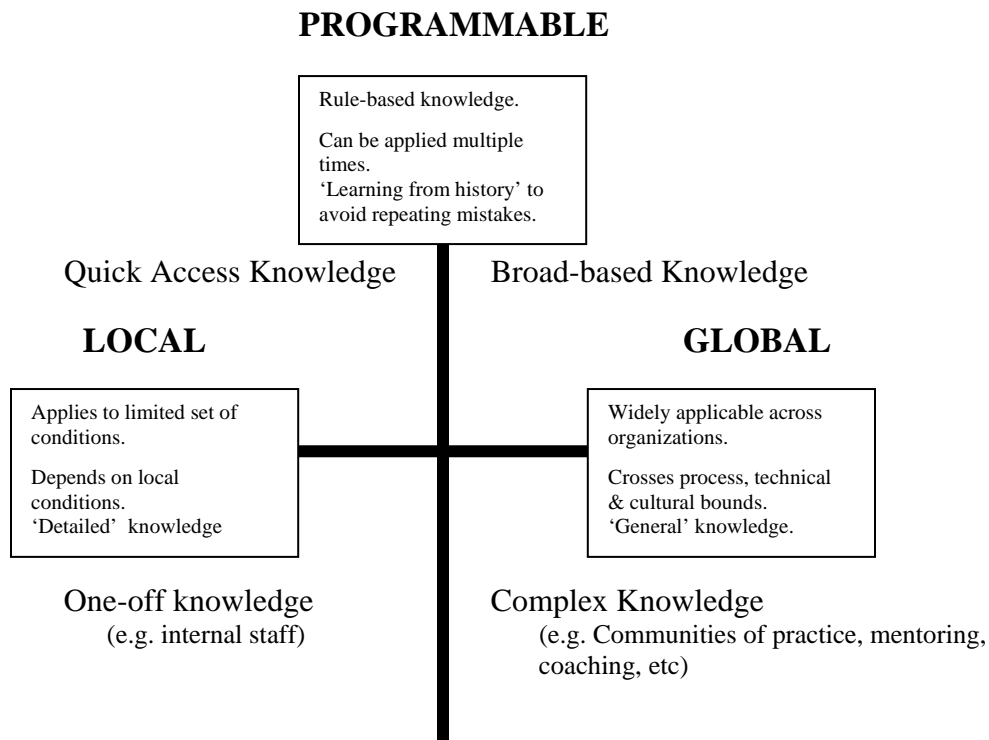 PROGRAMMABLE
Rule-based knowledge.
Can be applied multiple
times.
‘Learning from history’ to
avoid repeating mistakes.
Quick Access Knowledge
Broad-based Knowledge
LOCAL
GLOBAL
Applies to limited set of
conditions.
Depends on local
conditions.
‘Detailed’ knowledge
Widely applicable across
organizations.
Crosses process, technical
& cultural bounds.
‘General’ knowledge.
One-off knowledge
(e.g. internal staff)
Complex Knowledge
(e.g. Communities of practice, mentoring,
coaching, etc)